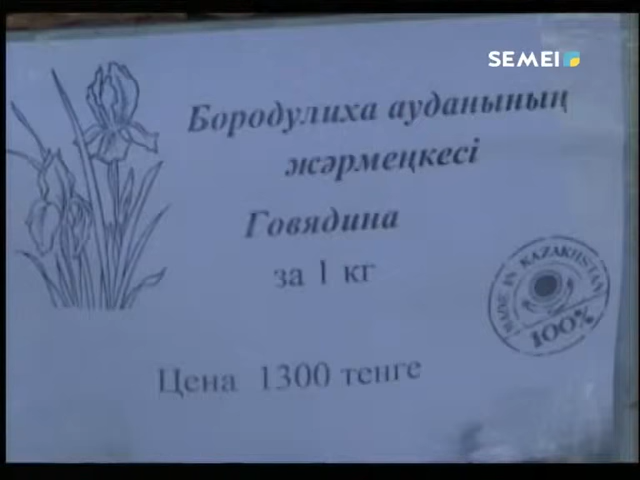 SEMEI
Бородулиха ауданының
жәрмеңкесі
Говядина
за 1 кг
MADE IN KAZAKHSTAN
100%
Цена 1300 тенге